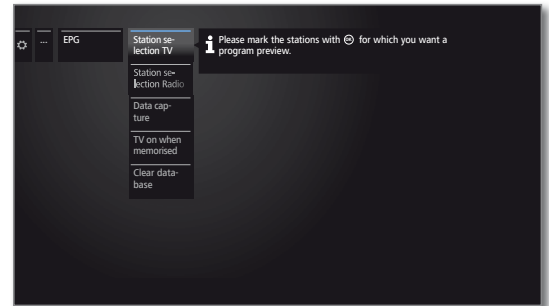 ...
EPG
Station se-
lection TV
Please mark the stations with OK for which you want a
program preview.
Station se-
lection Radio
Data cap-
ture
TV on when
memorised
Clear data-
base